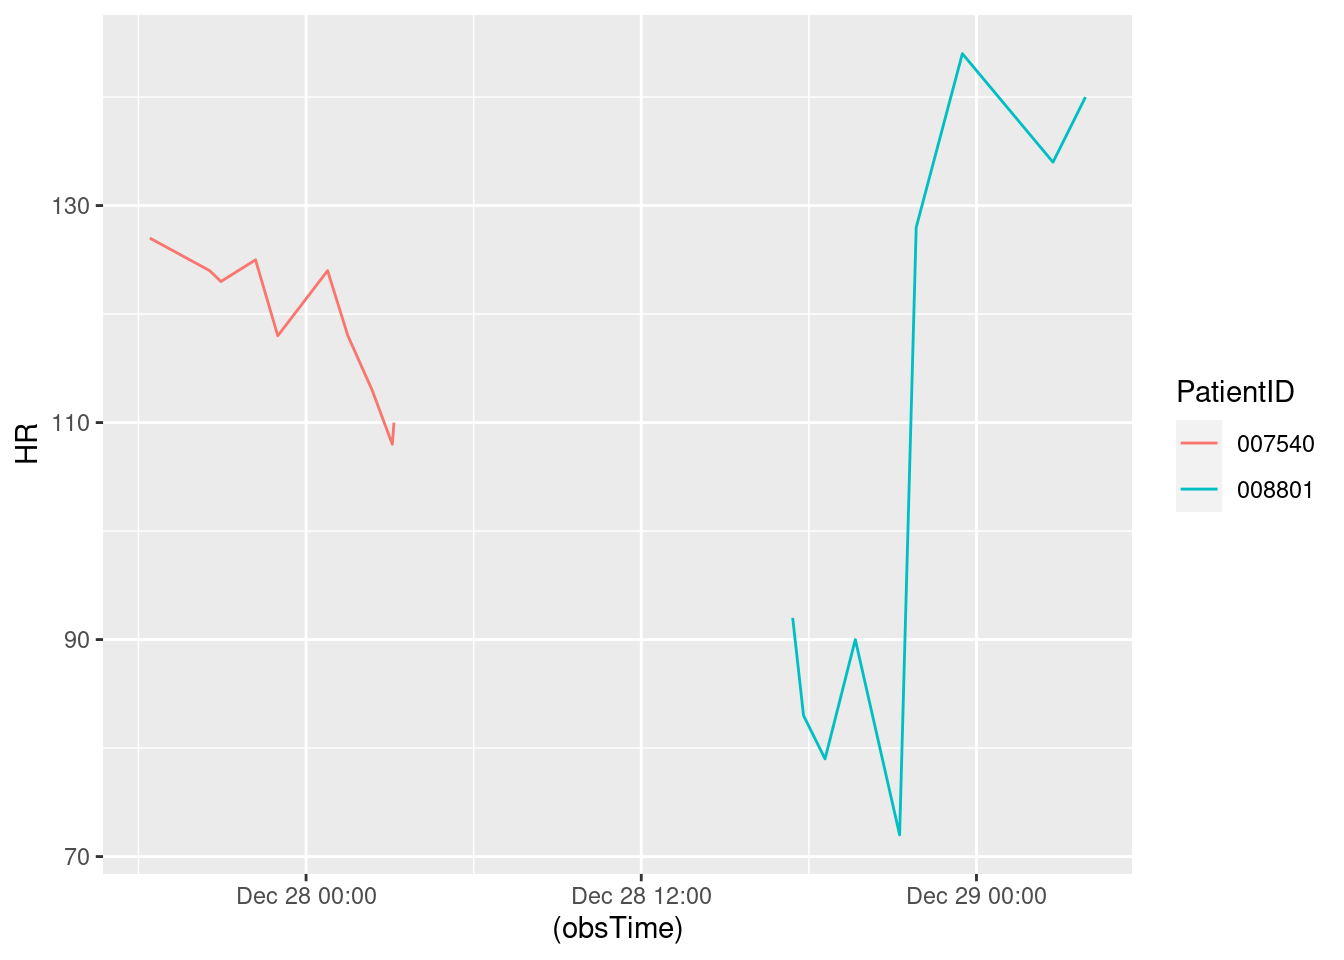 130
110
90
70
HR
Dec 28 00:00
Dec 28 12:00
Dec 29 00:00
(obsTime)
PatientID
007540
008801